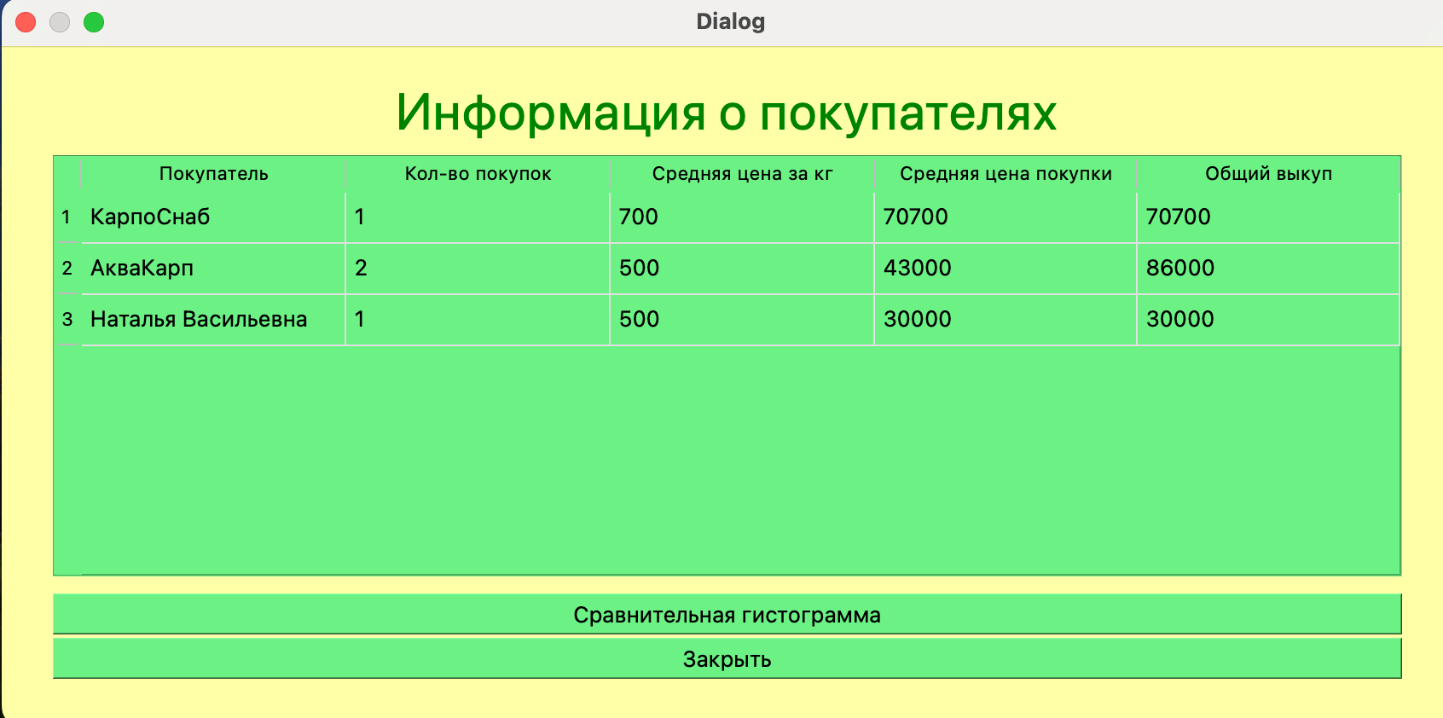 Dialog
Информация о покупателях
Покупатель Кол-во покупок Средняя цена за кг Средняя цена покупки Общий выкуп
1 КарпоСнаб 1 700 70700 70700
2 АкваКарп 2 500 43000 86000
3 Наталья Васильевна 1 500 30000 30000
Сравнительная гистограмма
Закрыть